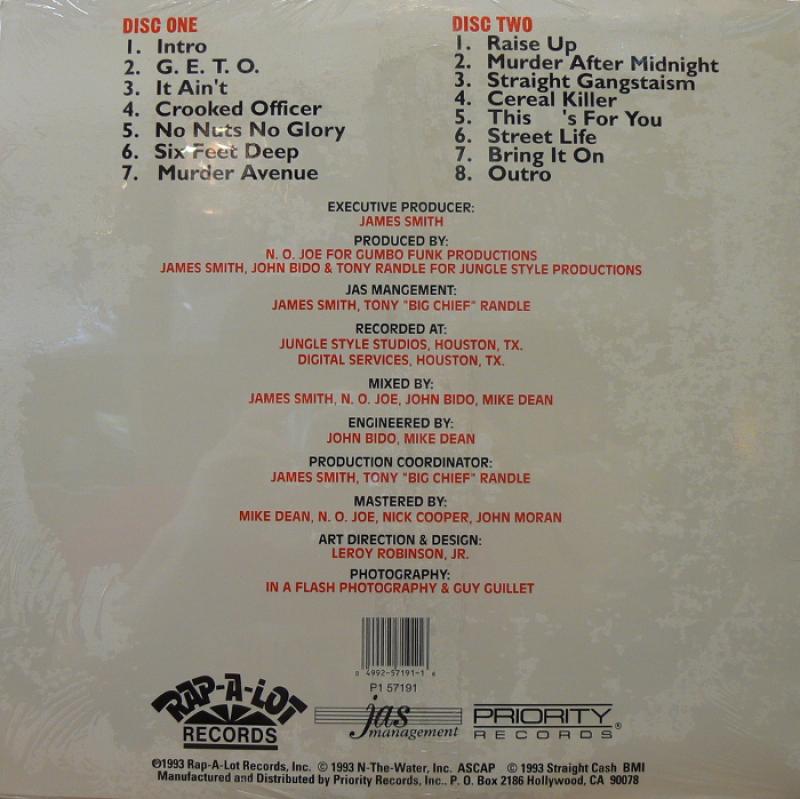 DISC ONE
1. Intro
2. G. E. T. O.
3. It Ain't
4. Crooked Officer
5. No Nuts No Glory
6. Six Feet Deep
7. Murder Avenue
DISC TWO
1. Raise Up
2. Murder After Midnight
3. Straight Gangstaism
4. Cereal Killer
5. This 's For You
6. Street Life
7. Bring It On
8. Outro
EXECUTIVE PRODUCER:
JAMES SMITH
PRODUCED BY:
N. O. JOE FOR GUMBO FUNK PRODUCTIONS
JAMES SMITH, JOHN BIDO & TONY RANDLE FOR JUNGLE STYLE PRODUCTIONS
JAS MANGEMENT:
JAMES SMITH, TONY "BIG CHIEF" RANDLE
RECORDED AT:
JUNGLE STYLE STUDIOS, HOUSTON, TX.
DIGITAL SERVICES, HOUSTON, TX.
MIXED BY:
JAMES SMITH, N. O. JOE, JOHN BIDO, MIKE DEAN
ENGINEERED BY:
JOHN BIDO, MIKE DEAN
PRODUCTION COORDINATOR:
JAMES SMITH, TONY "BIG CHIEF" RANDLE
MASTERED BY:
MIKE DEAN, N. O. JOE, NICK COOPER, JOHN MORAN
ART DIRECTION & DESIGN:
LEROY ROBINSON, JR.
PHOTOGRAPHY:
IN A FLASH PHOTOGRAPHY & GUY GUILLET
0 4992-57191-1 6
P1 57191
RAP-A-LOT
RECORDS
jas
management
PRIORITY
RECORDS®
℗1993 Rap-A-Lot Records, Inc. © 1993 N-The-Water, Inc. ASCAP © 1993 Straight Cash BMI
Manufactured and Distributed by Priority Records, Inc.. P. O. Box 2186 Hollywood, CA 90078